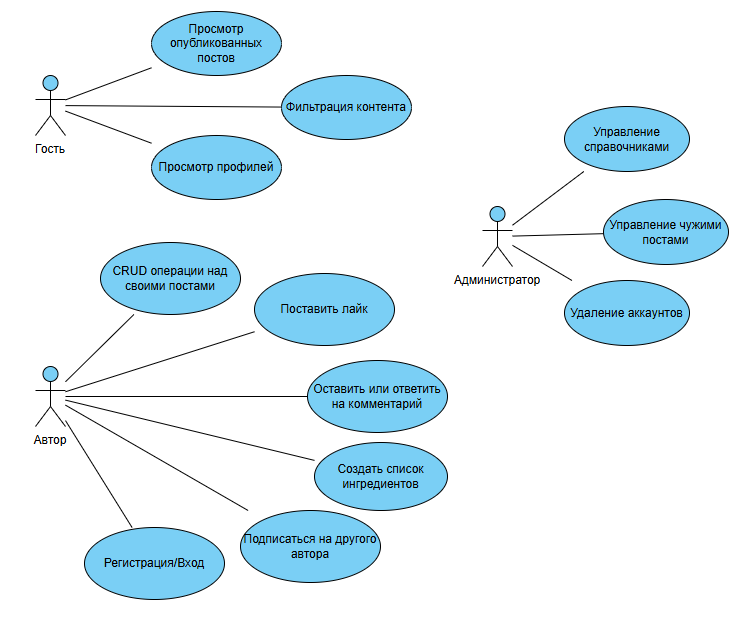 Просмотр
опубликованных
постов
Фильтрация контента
Гость
Просмотр профилей
Управление
справочниками
Управление чужими
постами
Администратор
Удаление аккаунтов
CRUD операции над
своими постами
Поставить лайк
Оставить или ответить
на комментарий
Автор
Создать список
ингредиентов
Подписаться на другого
автора
Регистрация/Вход